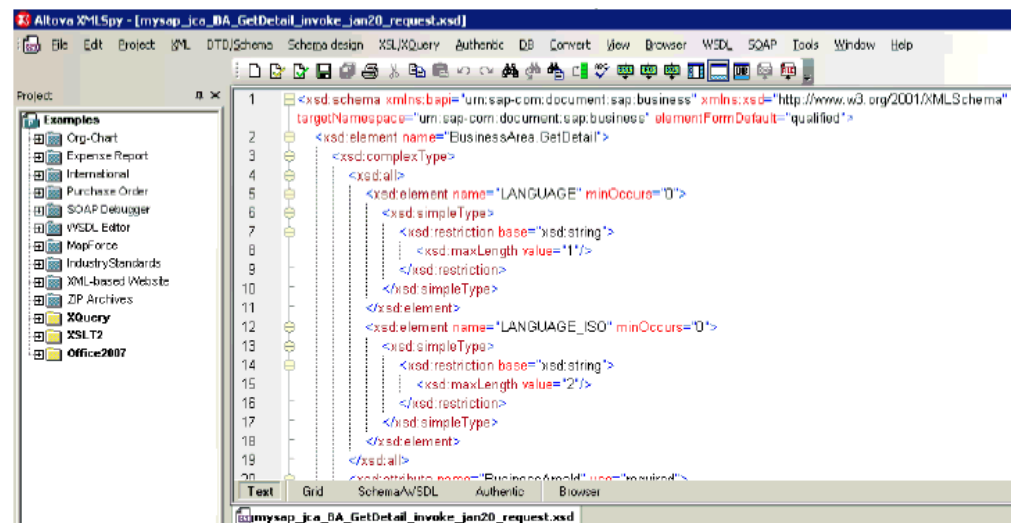 Altova XMLSpy - [mysap_jca_BA_GetDetail_invoke_jan20_request.xsd]
File Edit Project XML DTD/Schema Schema design XSL/XQuery Authentic DB Convert View Browser WSDL SOAP Tools Window Help
Project
Examples
Org-Chart
Expense Report
International
Purchase Order
SOAP Debugger
WSDL Editor
MapForce
IndustryStandards
XML-based Website
ZIP Archives
XQuery
XSLT2
Office2007
1 <xsd:schema xmlns:bapi="urn:sap-com:document:sap:business" xmlns:xsd="http://www.w3.org/2001/XMLSchema"
targetNamespace="urn:sap-com:document:sap:business" elementFormDefault="qualified">
2 <xsd:element name="BusinessArea.GetDetail">
3 <xsd:complexType>
4 <xsd:all>
5 <xsd:element name="LANGUAGE" minOccurs="0">
6 <xsd:simpleType>
7 <xsd:restriction base="xsd:string">
8 <xsd:maxLength value="1"/>
9 </xsd:restriction>
10 </xsd:simpleType>
11 </xsd:element>
12 <xsd:element name="LANGUAGE_ISO" minOccurs="0">
13 <xsd:simpleType>
14 <xsd:restriction base="xsd:string">
15 <xsd:maxLength value="2"/>
16 </xsd:restriction>
17 </xsd:simpleType>
18 </xsd:element>
19 </xsd:all>
20 <xsd:attribute name="BusinessAreaId" use="required">
Text Grid Schema/WSDL Authentic Browser
mysap_jca_BA_GetDetail_invoke_jan20_request.xsd